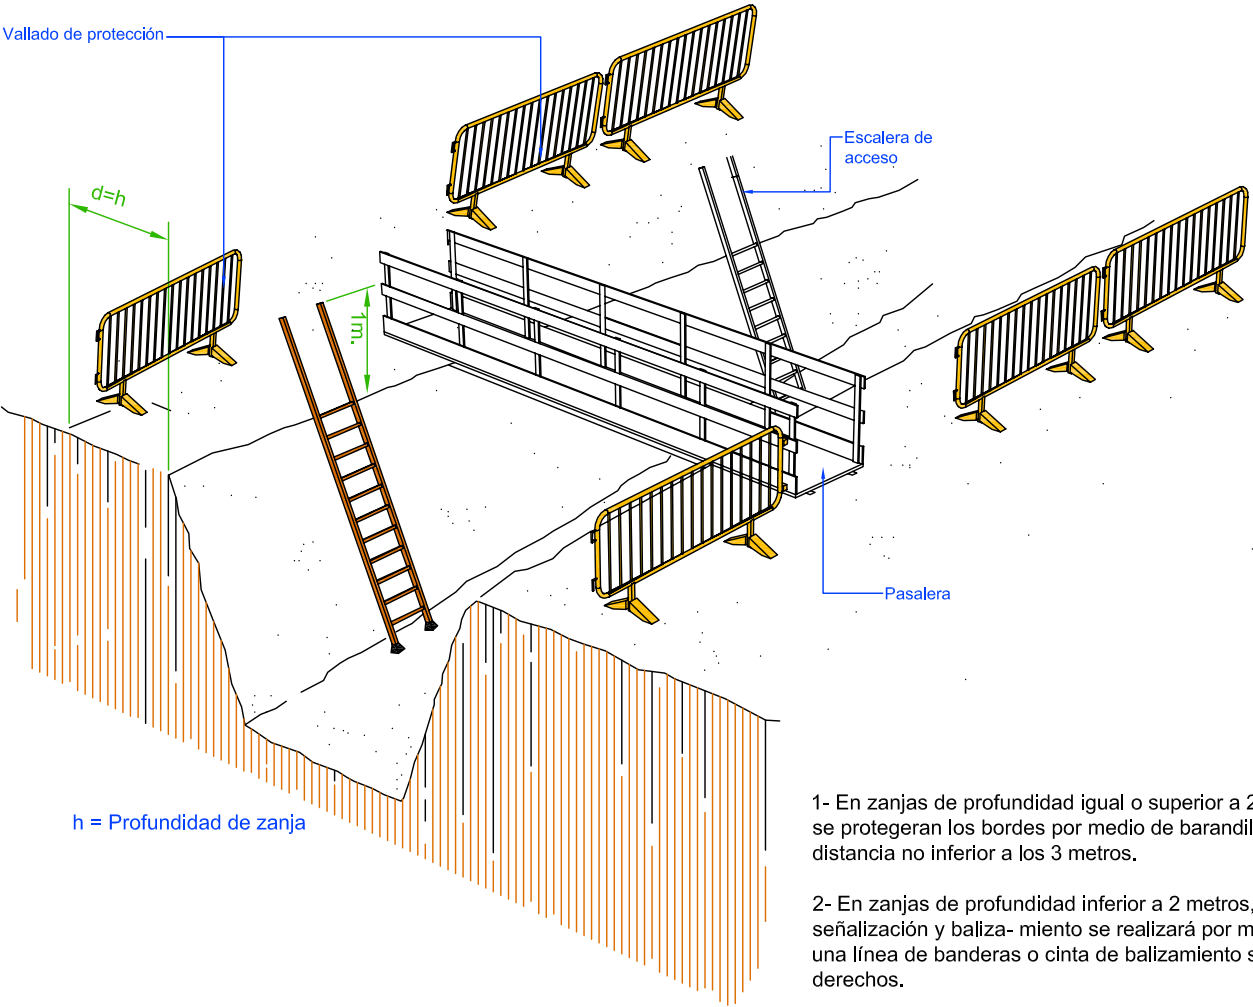 Vallado de protección
Escalera de
acceso
d=h
1m.
Pasalera
h = Profundidad de zanja
1- En zanjas de profundidad igual o superior a
se protegeran los bordes por medio de
distancia no inferior a los 3 metros.
2- En zanjas de profundidad inferior a 2 metros,
señalización y baliza- miento se realizará por
una línea de banderas o cinta de balizamiento
derechos.